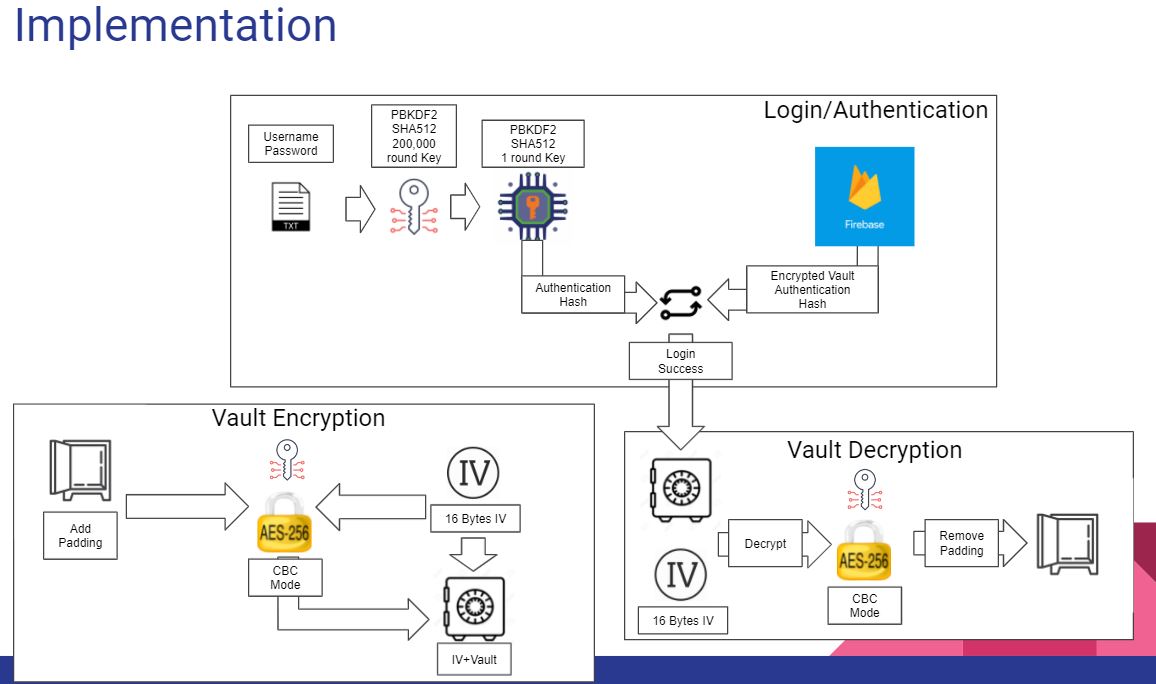 Implementation
Login/Authentication
Username
Password
PBKDF2
SHA512
200,000
round Key
PBKDF2
SHA512
1 round Key
TXT
Firebase
Authentication
Hash
Encrypted Vault
Authentication
Hash
Login
Success
Vault Encryption
Add
Padding
AES-256
CBC
Mode
IV
16 Bytes IV
IV+Vault
Vault Decryption
IV
16 Bytes IV
Decrypt
AES-256
CBC
Mode
Remove
Padding